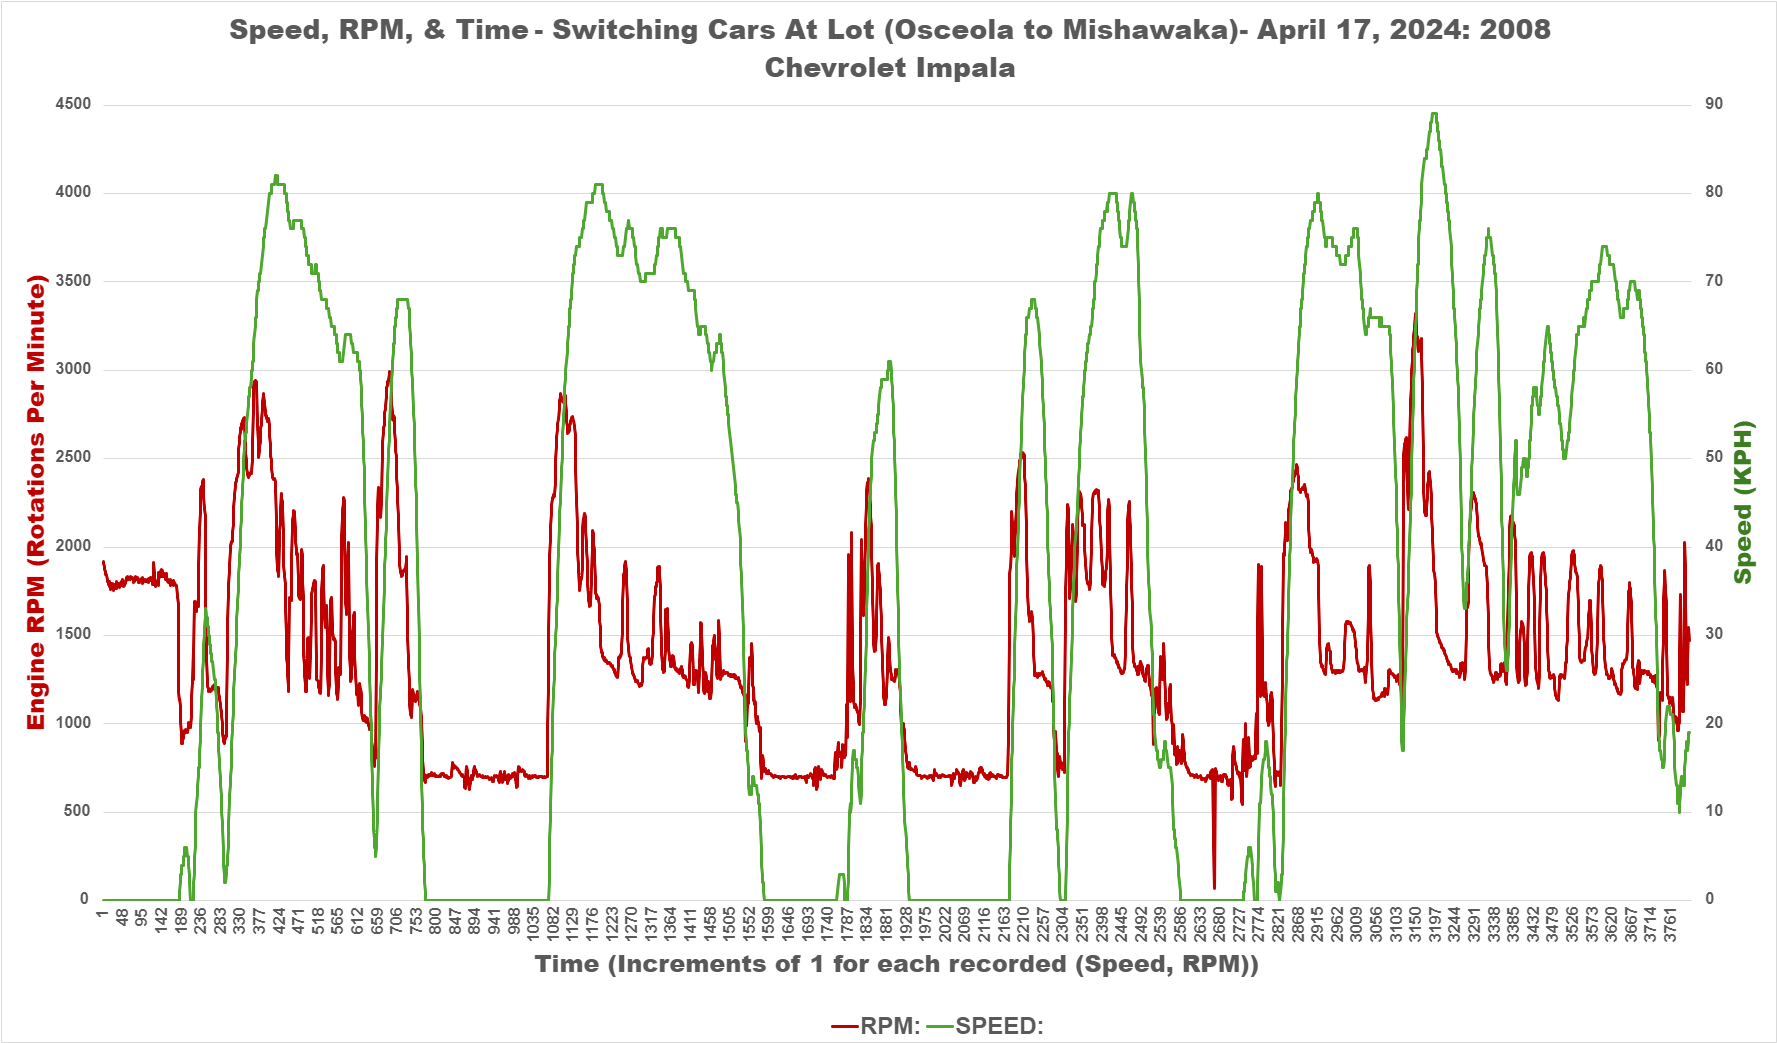 Speed, RPM, & Time - Switching Cars At Lot (Osceola to Mishawaka)- April 17, 2024: 2008
Chevrolet Impala
4500
4000
3500
3000
2500
2000
1500
1000
500
0
Engine RPM (Rotations Per Minute)
90
80
70
60
50
40
30
20
10
0
Speed (KPH)
1 48 95 142 189 236 283 330 377 424 471 518 565 612 659 706 753 800 847 894 941 988 1035 1082 1129 1176 1223 1270 1317 1364 1411 1458 1505 1552 1599 1646 1693 1740 1787 1834 1881 1928 1975 2022 2069 2116 2163 2210 2257 2304 2351 2398 2445 2492 2539 2586 2633 2680 2727 2774 2821 2868 2915 2962 3009 3056 3103 3150 3197 3244 3291 3338 3385 3432 3479 3526 3573 3620 3667 3714 3761
Time (Increments of 1 for each recorded (Speed, RPM))
RPM: SPEED: